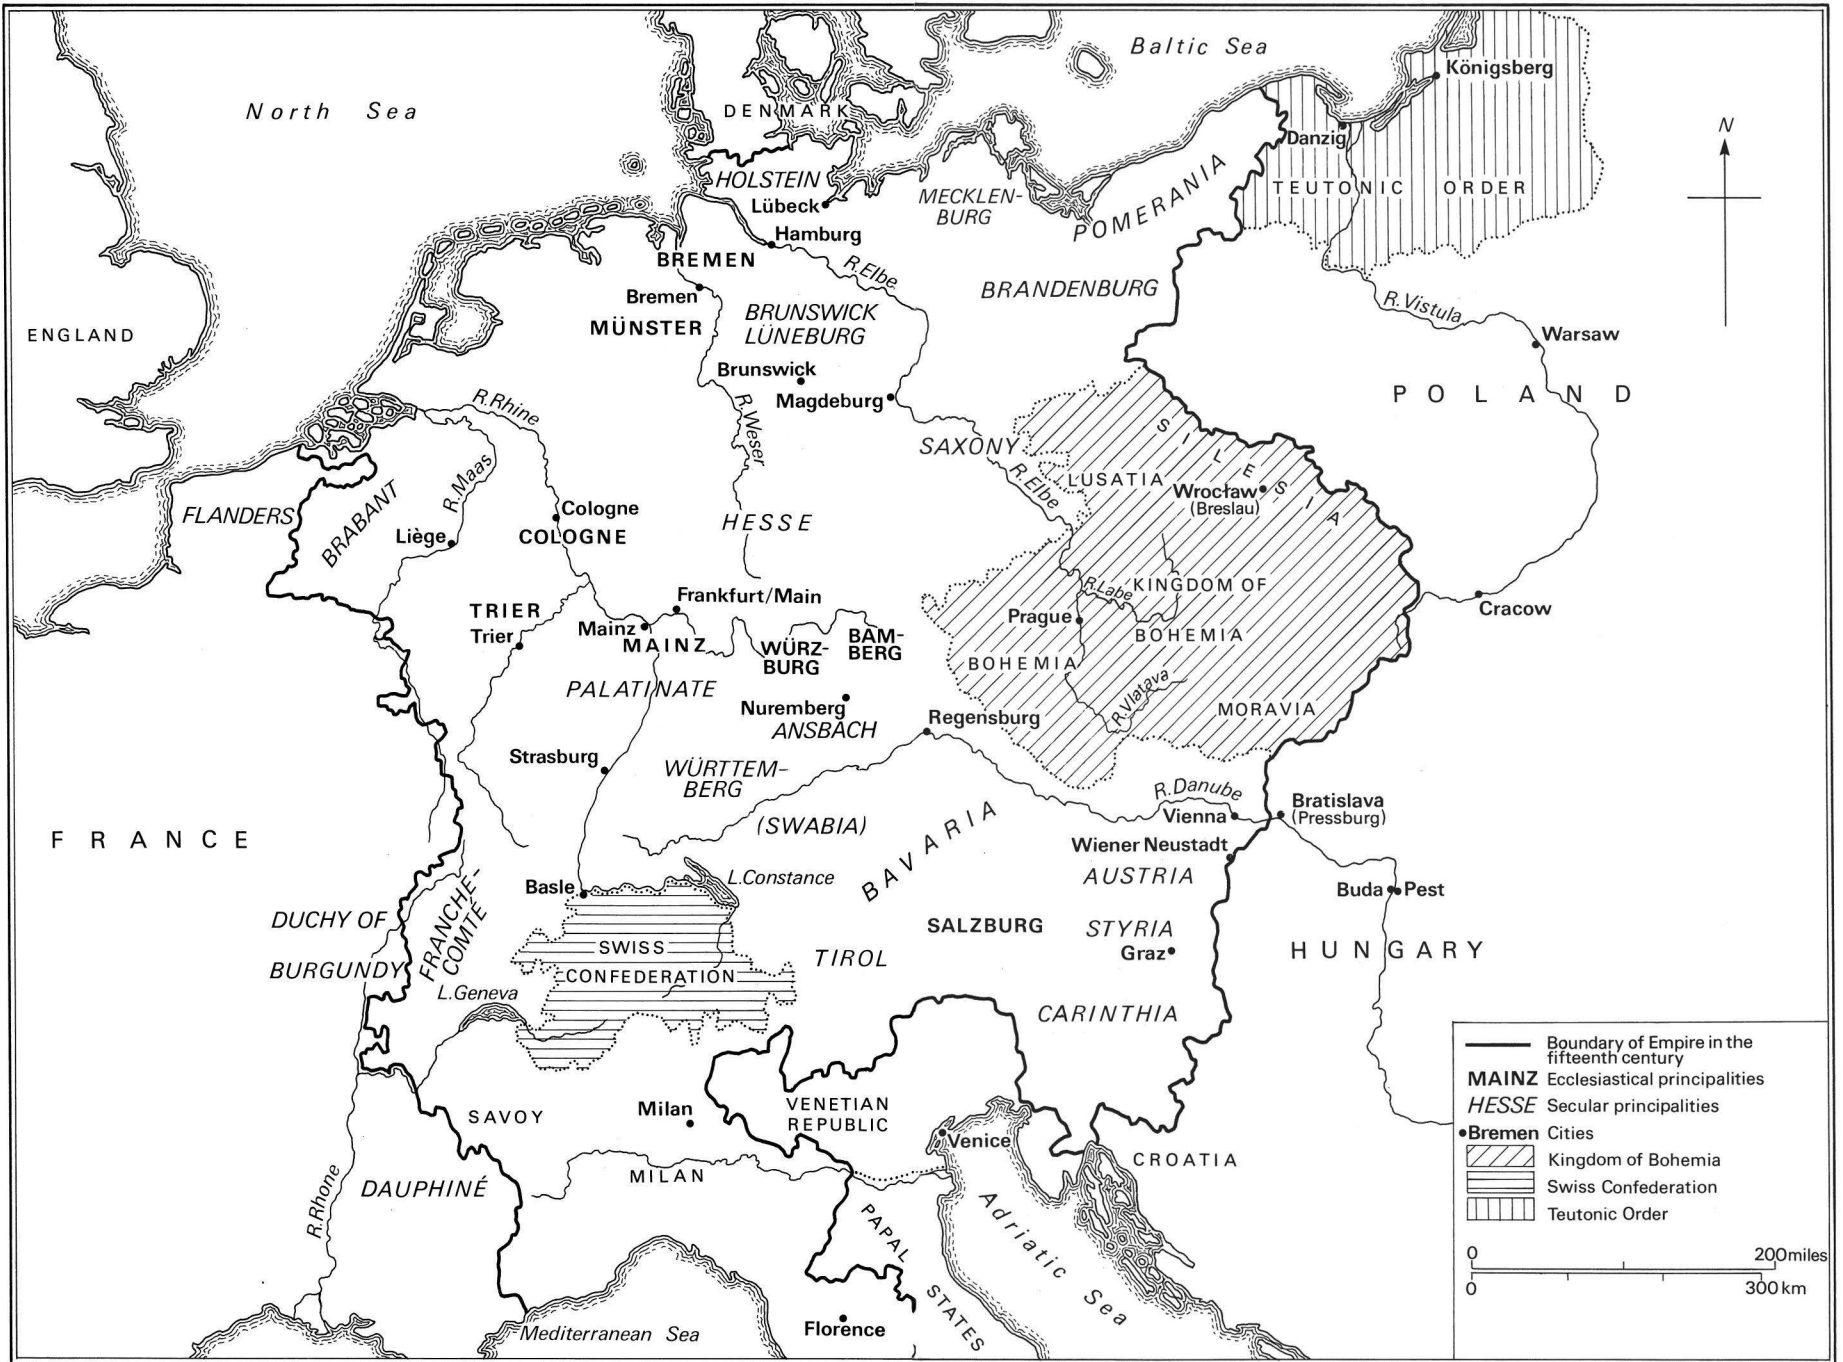 Baltic Sea
Königsberg
North Sea
DENMARK
N
Danzig
HOLSTEIN
TEUTONIC ORDER
Lübeck
MECKLEN-
BURG
POMERANIA
Hamburg
BREMEN
R.Elbe
BRANDENBURG
Bremen
R.Vistula
BRUNSWICK
LÜNEBURG
MÜNSTER
ENGLAND
Warsaw
Brunswick
POLAND
Magdeburg
R.Rhine
R.Weser
SAXONY
SILESIA
R.Maas
R.Elbe
LUSATIA
Wrocław
(Breslau)
FLANDERS
BRABANT
Cologne
COLOGNE
HESSE
Liège
R.Labe
KINGDOM OF
BOHEMIA
Frankfurt/Main
TRIER
Trier
Mainz
MAINZ
WÜRZ-
BURG
BAM-
BERG
Prague
Cracow
BOHEMIA
PALATINATE
R.Vlatava
MORAVIA
Nuremberg
ANSBACH
Regensburg
Strasburg
WÜRTTEM-
BERG
R.Danube
Bratislava
(Pressburg)
Vienna
(SWABIA)
BAVARIA
FRANCE
Wiener Neustadt
AUSTRIA
L.Constance
Basle
Buda
Pest
DUCHY OF
BURGUNDY
FRANCHE-
COMTÉ
SALZBURG
STYRIA
Graz
SWISS
CONFEDERATION
TIROL
HUNGARY
L.Geneva
CARINTHIA
SAVOY
Milan
VENETIAN
REPUBLIC
Venice
CROATIA
MILAN
DAUPHINÉ
R.Rhone
PAPAL
STATES
Adriatic Sea
Florence
Mediterranean Sea
Boundary of Empire in the
fifteenth century
MAINZ Ecclesiastical principalities
HESSE Secular principalities
Bremen Cities
Kingdom of Bohemia
Swiss Confederation
Teutonic Order
0 200miles
0 300km